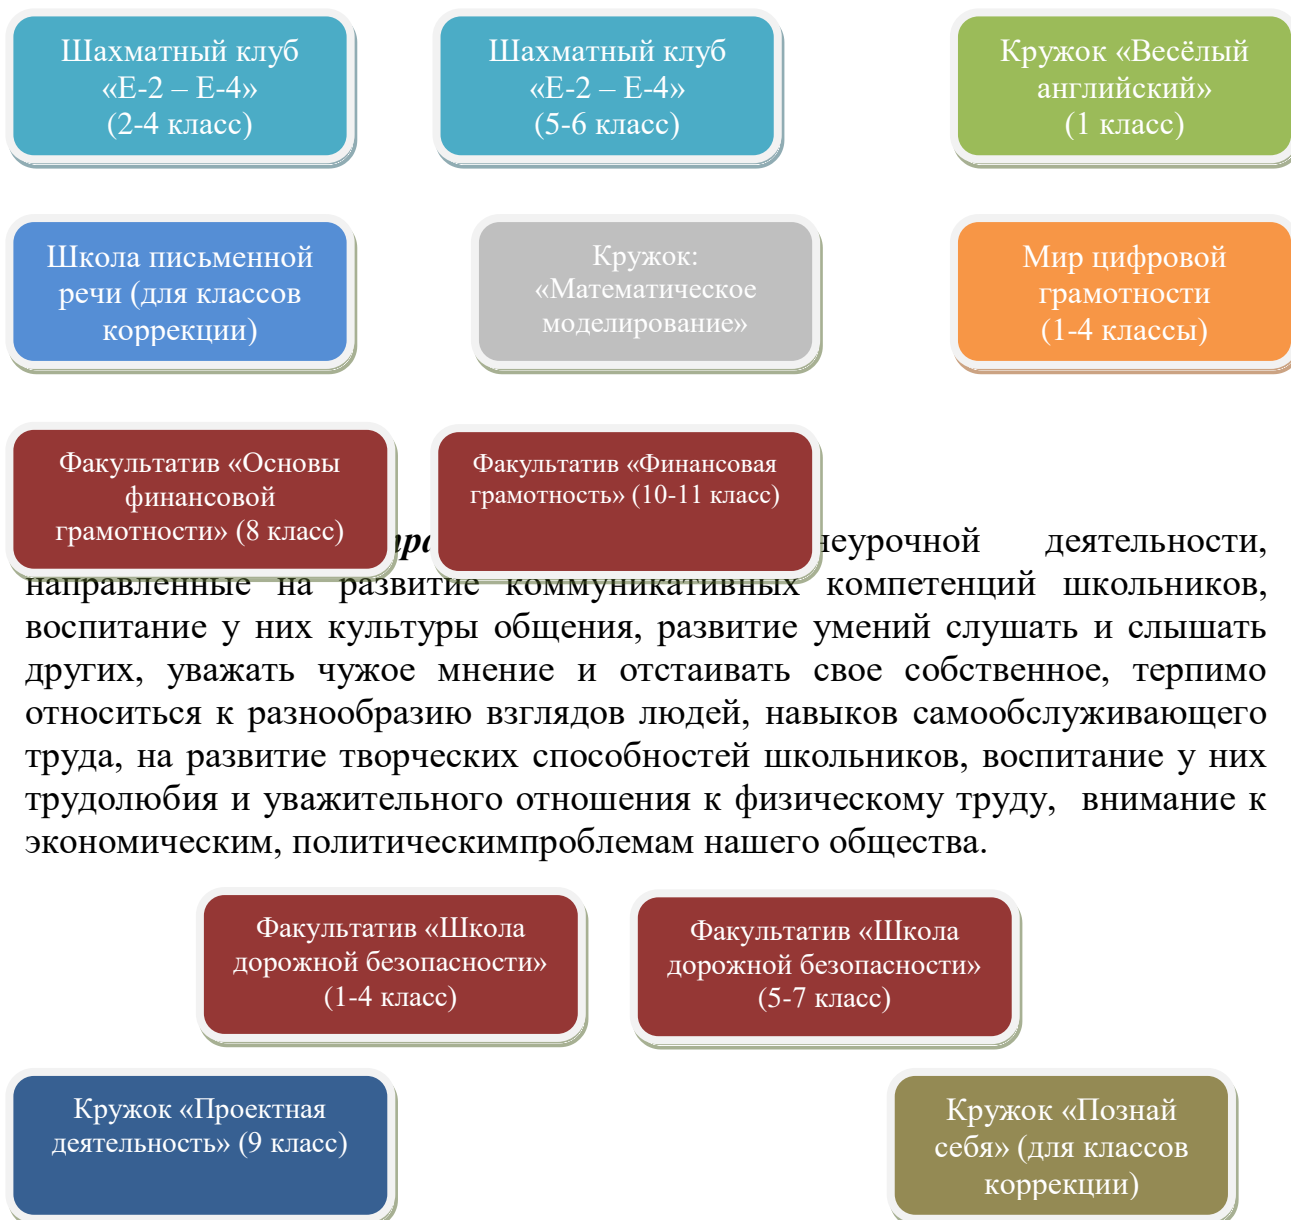 Шахматный клуб
«Е-2 – Е-4»
(2-4 класс)
Шахматный клуб
«Е-2 – Е-4»
(5-6 класс)
Кружок «Весёлый
английский»
(1 класс)
Школа письменной
речи (для классов
коррекции)
Кружок:
«Математическое
моделирование»
Мир цифровой
грамотности
(1-4 классы)
Факультатив «Основы
финансовой
грамотности» (8 класс)
Факультатив «Финансовая
грамотность» (10-11 класс)
деятельности,
направленные на развитие коммуникативных компетенций школьников,
воспитание у них культуры общения, развитие умений слушать и слышать
других, уважать чужое мнение и отстаивать свое собственное, терпимо
относиться к разнообразию взглядов людей, навыков самообслуживающего
труда, на развитие творческих способностей школьников, воспитание у них
трудолюбия и уважительного отношения к физическому труду, внимание к
экономическим, политическимпроблемам нашего общества.
Факультатив «Школа
дорожной безопасности»
(1-4 класс)
Факультатив «Школа
дорожной безопасности»
(5-7 класс)
Кружок «Проектная
деятельность» (9 класс)
Кружок «Познай
себя» (для классов
коррекции)